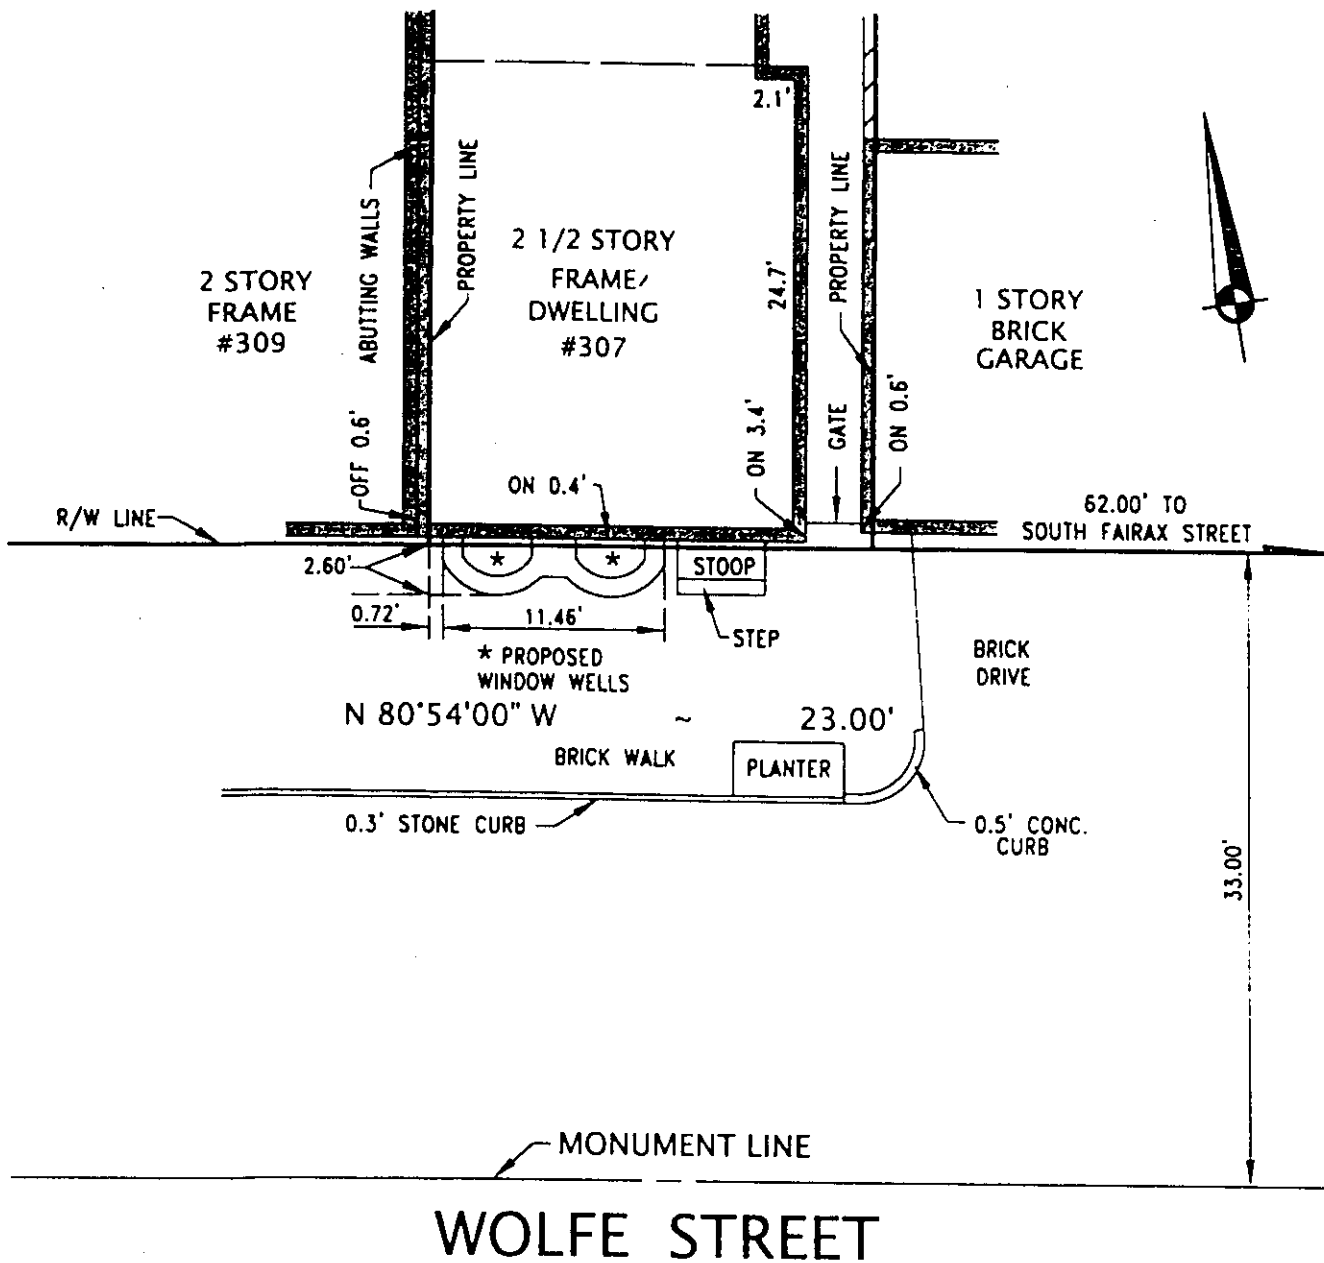 2.1'
ABUTTING WALLS
PROPERTY LINE
2 1/2 STORY
FRAME
DWELLING
#307
24.7'
PROPERTY LINE
2 STORY
FRAME
#309
1 STORY
BRICK
GARAGE
OFF 0.6'
ON 0.4'
ON 3.4'
GATE
ON 0.6'
R/W LINE
62.00' TO
SOUTH FAIRAX STREET
2.60'
*
*
STOOP
0.72'
11.46'
STEP
* PROPOSED
WINDOW WELLS
BRICK
DRIVE
N 80°54'00" W ~ 23.00'
BRICK WALK
PLANTER
0.3' STONE CURB
0.5' CONC.
CURB
33.00'
MONUMENT LINE
WOLFE STREET